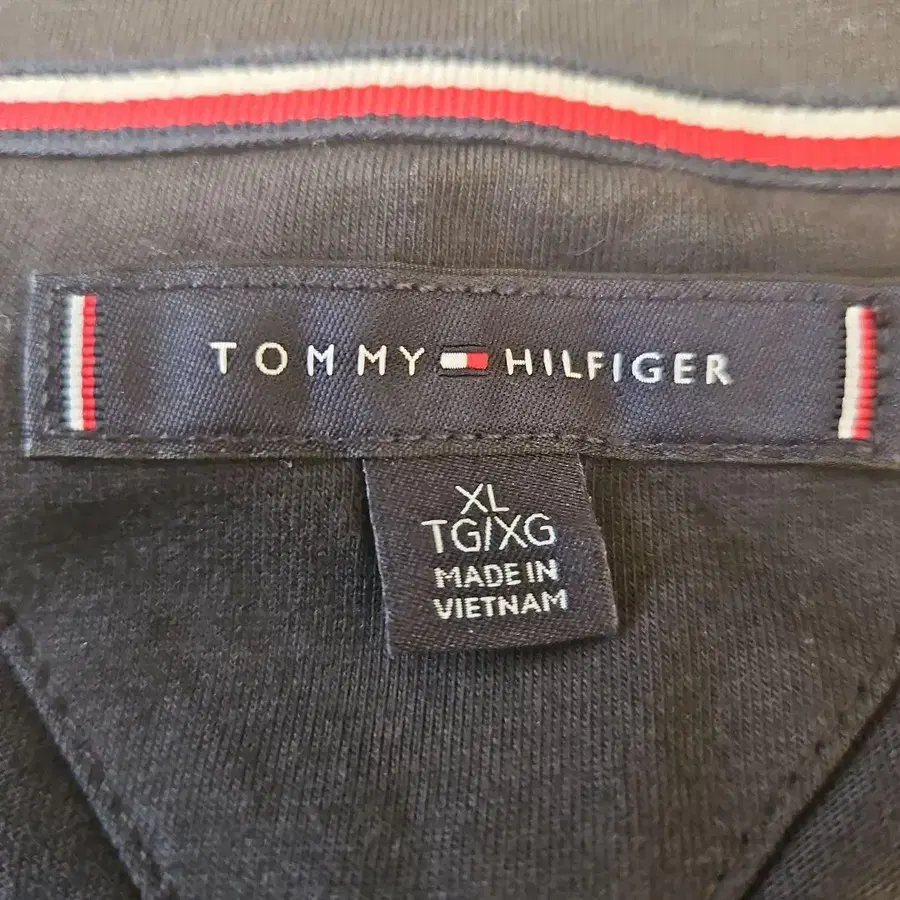 TOMMY HILFIGER
XL
TG/XG
MADE IN
VIETNAM